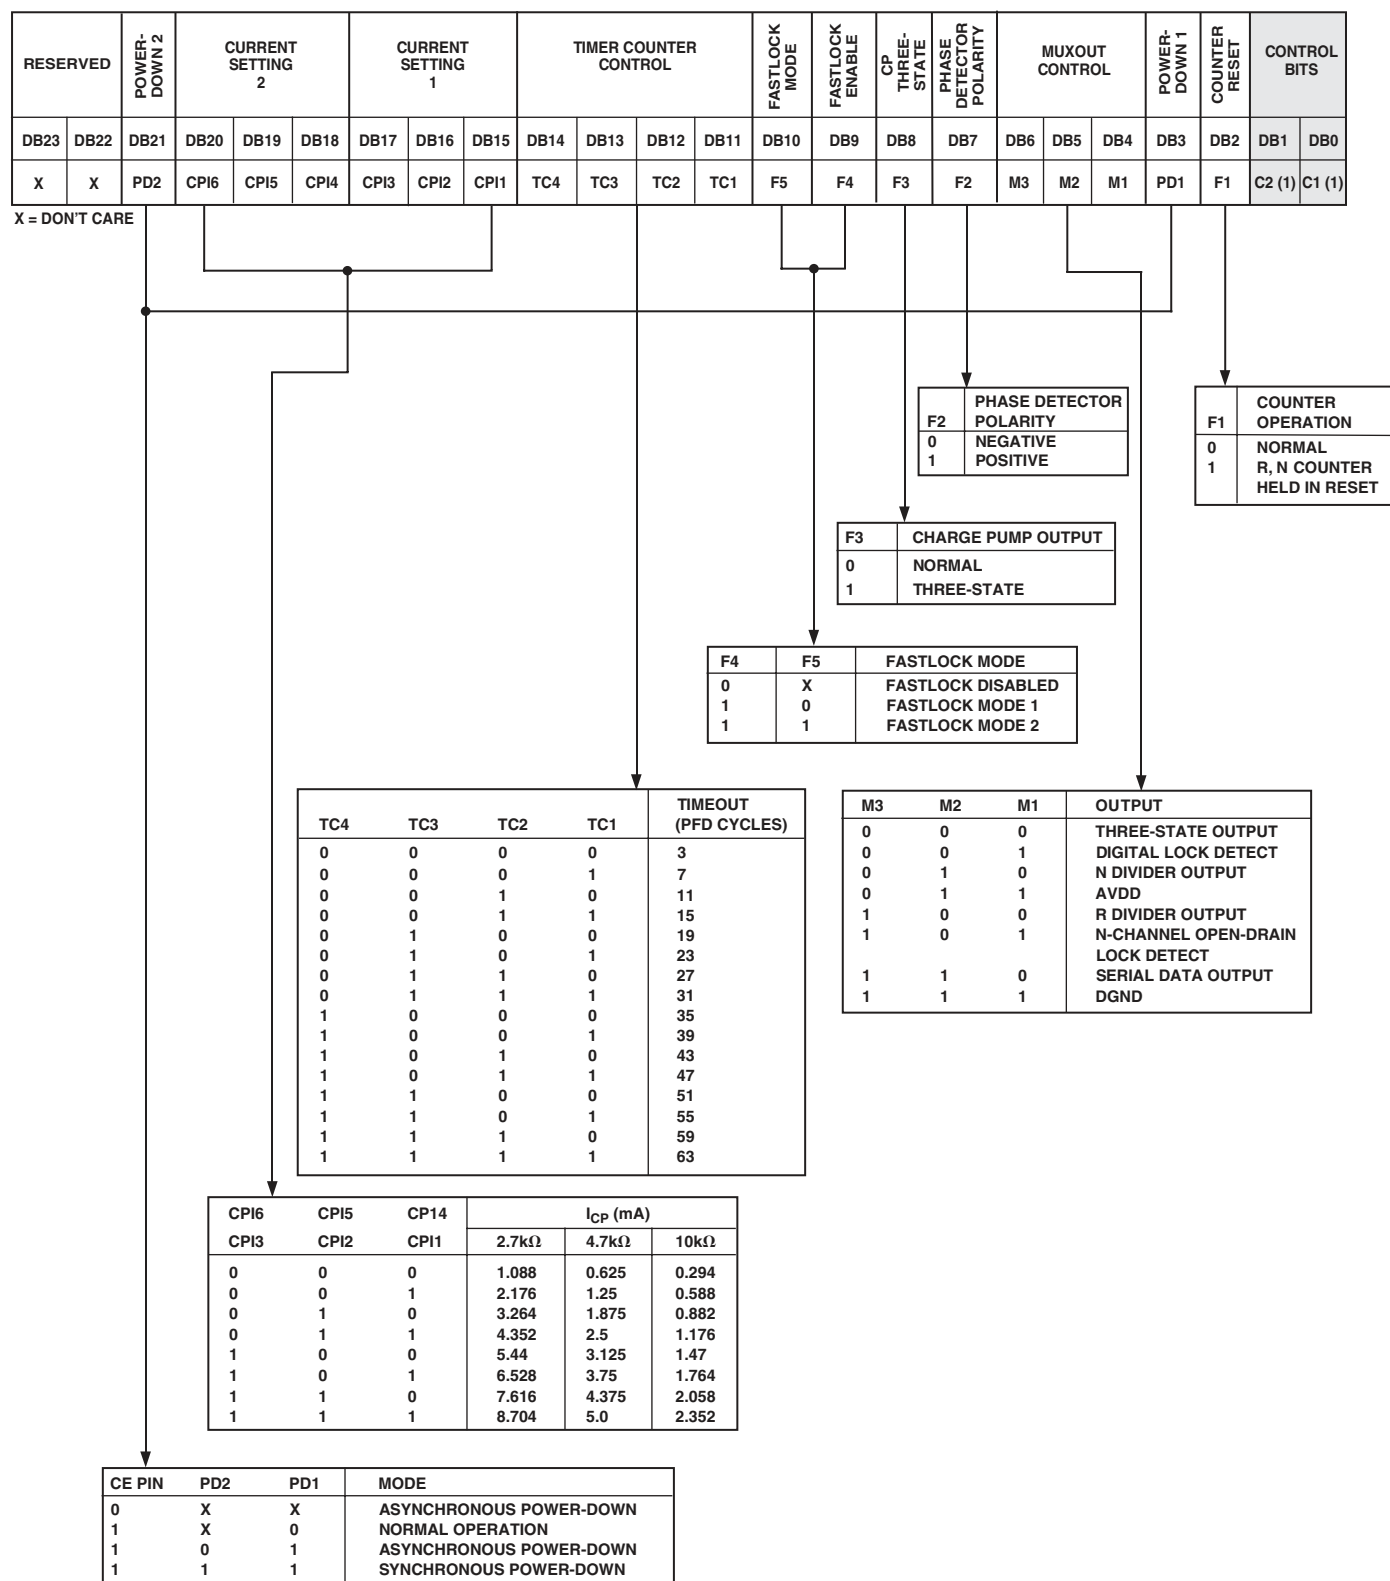 RESERVED
POWER-
DOWN 2
CURRENT
SETTING
2
CURRENT
SETTING
1
TIMER COUNTER
CONTROL
FASTLOCK
MODE
FASTLOCK
ENABLE
CP
THREE-
STATE
PHASE
DETECTOR
POLARITY
MUXOUT
CONTROL
POWER-
DOWN 1
COUNTER
RESET
CONTROL
BITS
DB23 DB22 DB21 DB20 DB19 DB18 DB17 DB16 DB15 DB14 DB13 DB12 DB11 DB10 DB9 DB8 DB7 DB6 DB5 DB4 DB3 DB2 DB1 DB0
X X PD2 CPI6 CPI5 CPI4 CPI3 CPI2 CPI1 TC4 TC3 TC2 TC1 F5 F4 F3 F2 M3 M2 M1 PD1 F1 C2 (1) C1 (1)
X = DON'T CARE
PHASE DETECTOR
F2 POLARITY
0 NEGATIVE
1 POSITIVE
COUNTER
F1 OPERATION
0 NORMAL
1 R, N COUNTER
HELD IN RESET
F3 CHARGE PUMP OUTPUT
0 NORMAL
1 THREE-STATE
F4 F5 FASTLOCK MODE
0 X FASTLOCK DISABLED
1 0 FASTLOCK MODE 1
1 1 FASTLOCK MODE 2
TIMEOUT
TC4 TC3 TC2 TC1 (PFD CYCLES)
0 0 0 0 3
0 0 0 1 7
0 0 1 0 11
0 0 1 1 15
0 1 0 0 19
0 1 0 1 23
0 1 1 0 27
0 1 1 1 31
1 0 0 0 35
1 0 0 1 39
1 0 1 0 43
1 0 1 1 47
1 1 0 0 51
1 1 0 1 55
1 1 1 0 59
1 1 1 1 63
M3 M2 M1 OUTPUT
0 0 0 THREE-STATE OUTPUT
0 0 1 DIGITAL LOCK DETECT
0 1 0 N DIVIDER OUTPUT
0 1 1 AVDD
1 0 0 R DIVIDER OUTPUT
1 0 1 N-CHANNEL OPEN-DRAIN
LOCK DETECT
1 1 0 SERIAL DATA OUTPUT
1 1 1 DGND
CPI6 CPI5 CP14 ICP (mA)
CPI3 CPI2 CPI1 2.7kΩ 4.7kΩ 10kΩ
0 0 0 1.088 0.625 0.294
0 0 1 2.176 1.25 0.588
0 1 0 3.264 1.875 0.882
0 1 1 4.352 2.5 1.176
1 0 0 5.44 3.125 1.47
1 0 1 6.528 3.75 1.764
1 1 0 7.616 4.375 2.058
1 1 1 8.704 5.0 2.352
CE PIN PD2 PD1 MODE
0 X X ASYNCHRONOUS POWER-DOWN
1 X 0 NORMAL OPERATION
1 0 1 ASYNCHRONOUS POWER-DOWN
1 1 1 SYNCHRONOUS POWER-DOWN